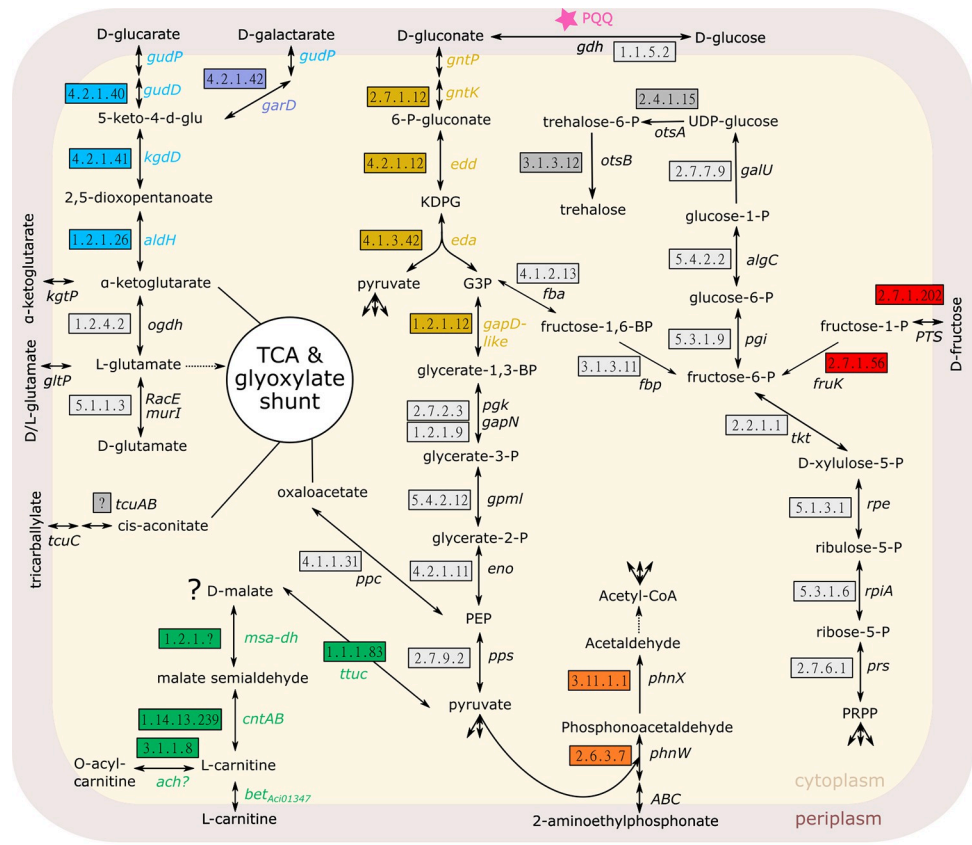 PQQ
D-glucarate
D-galactarate
D-gluconate
D-glucose
gdh
1.1.5.2
gudP
gudP
gntP
4.2.1.40
gudD
4.2.1.42
garD
2.7.1.12
gntK
2.4.1.15
5-keto-4-d-glu
6-P-gluconate
trehalose-6-P
UDP-glucose
otsA
4.2.1.41
kgdD
4.2.1.12
edd
3.1.3.12
otsB
2.7.7.9
galU
2,5-dioxopentanoate
KDPG
trehalose
glucose-1-P
1.2.1.26
aldH
4.1.3.42
eda
5.4.2.2
algC
α-ketoglutarate
kgtP
α-ketoglutarate
pyruvate
G3P
4.1.2.13
fba
glucose-6-P
2.7.1.202
1.2.4.2
ogdh
1.2.1.12
gapD-
like
fructose-1,6-BP
5.3.1.9
pgi
fructose-1-P
PTS
D-fructose
D/L-glutamate
gltP
L-glutamate
TCA &
glyoxylate
shunt
glycerate-1,3-BP
3.1.3.11
fbp
fructose-6-P
2.7.1.56
fruK
5.1.1.3
RacE
murI
2.7.2.3
1.2.1.9
pgk
gapN
2.2.1.1
tkt
D-glutamate
glycerate-3-P
D-xylulose-5-P
oxaloacetate
5.4.2.12
gpml
5.1.3.1
rpe
tricarballylate
tcuC
?
tcuAB
cis-aconitate
glycerate-2-P
ribulose-5-P
4.1.1.31
ppc
4.2.1.11
eno
5.3.1.6
rpiA
? D-malate
Acetyl-CoA
PEP
ribose-5-P
1.2.1.?
msa-dh
1.1.1.83
ttuc
2.7.9.2
pps
Acetaldehyde
2.7.6.1
prs
malate semialdehyde
3.11.1.1
phnX
pyruvate
PRPP
1.14.13.239
cntAB
Phosphonoacetaldehyde
3.1.1.8
2.6.3.7
phnW
O-acyl-
carnitine
ach?
L-carnitine
cytoplasm
betAci01347
ABC
L-carnitine
2-aminoethylphosphonate
periplasm